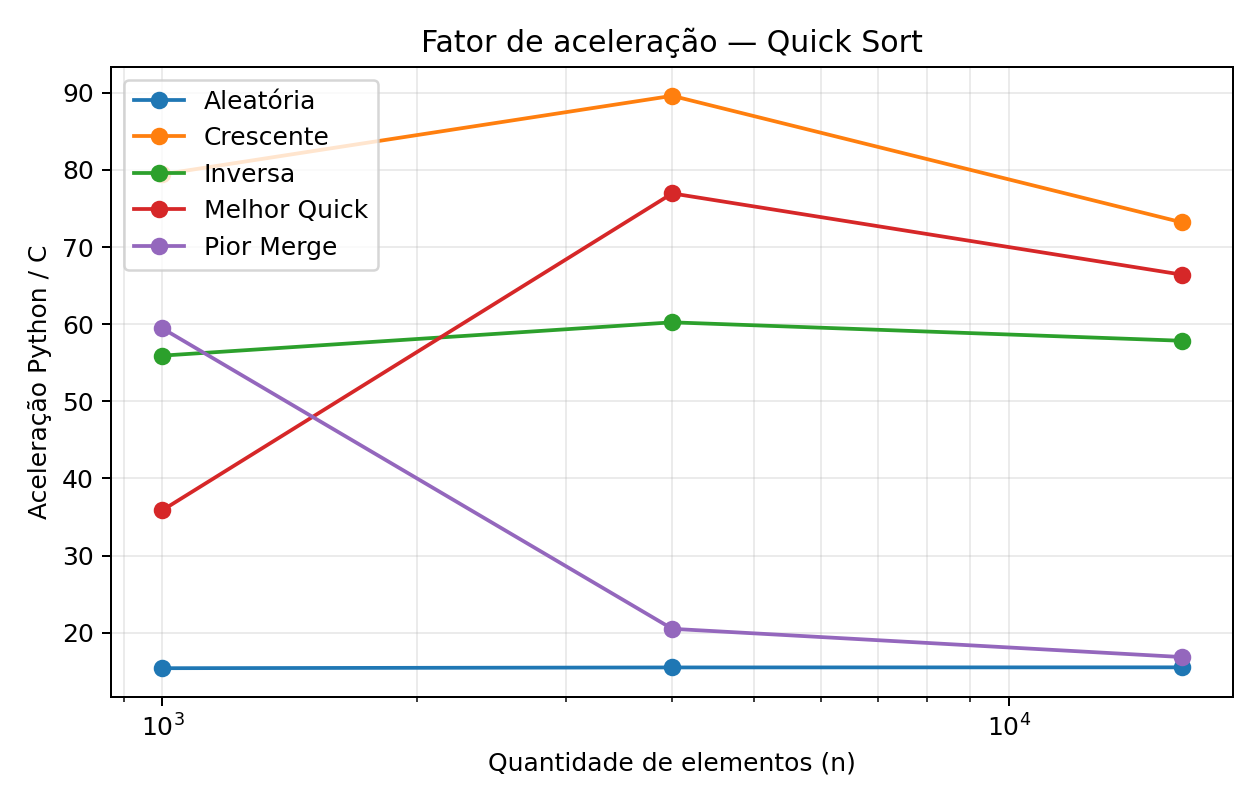 Fator de aceleração — Quick Sort
Aleatória
Crescente
Inversa
Melhor Quick
Pior Merge
Aceleração Python / C
90
80
70
60
50
40
30
20
10³
10⁴
Quantidade de elementos (n)